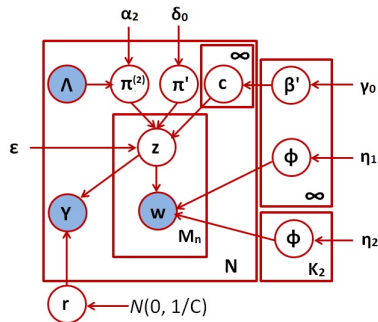 α₂ δ₀
∞
Λ π⁽²⁾ π' c β' γ₀
ε z ϕ η₁
∞
Y w
Mₙ ϕ η₂
N K₂
r N(0, 1/C)